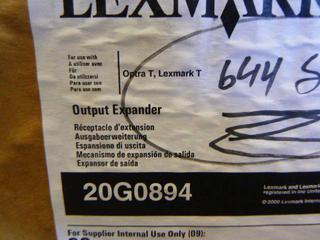 LEXMARK
For use with
A utiliser avec
Für
Da utilizzarsi
Para usar con
Para uso com
Optra T, Lexmark T
644
Output Expander
Réceptacle d'extension
Ausgabeerweiterung
Espansione di uscita
Mecanismo de expansión de salida
Expansor de saída
20G0894
Lexmark and Lexmark
registered in the United
© 2000 Lexmark Inter
For Supplier Internal Use Only (09):